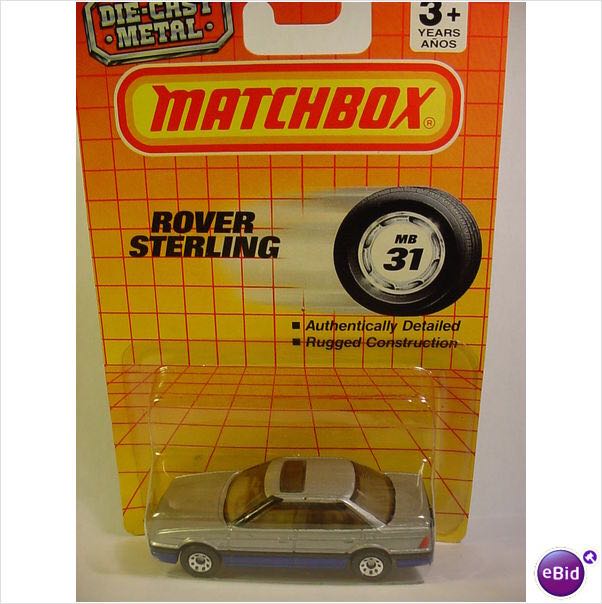 DIE-CAST
METAL
3+
YEARS
AÑOS
MATCHBOX®
ROVER
STERLING
MB
31
■ Authentically Detailed
■ Rugged Construction
eBid